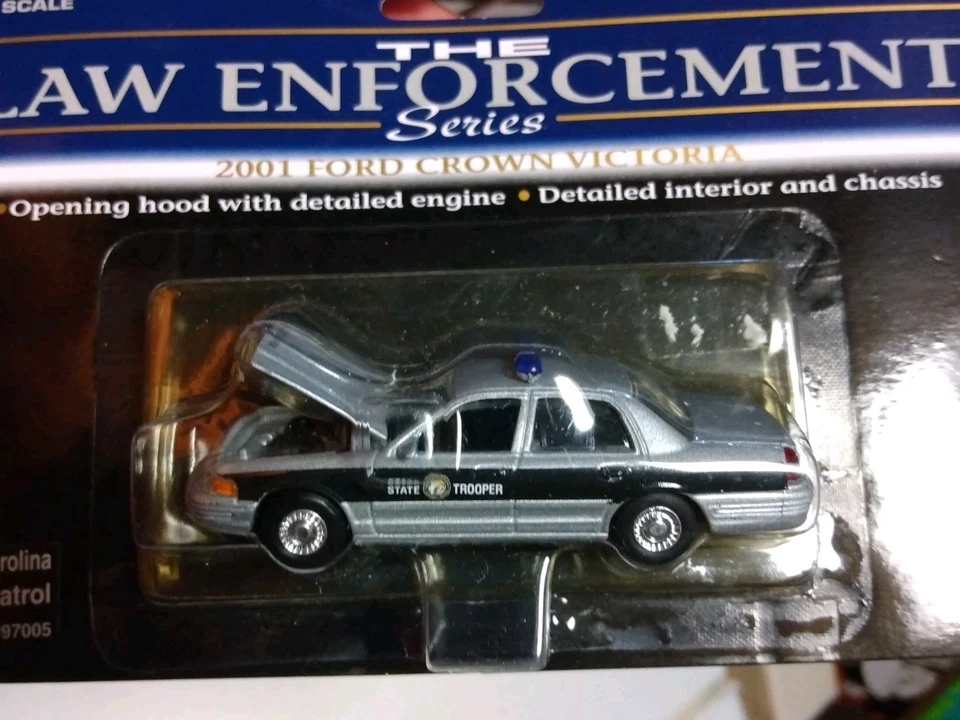 SCALE
THE
LAW ENFORCEMENT
Series
2001 FORD CROWN VICTORIA
•Opening hood with detailed engine • Detailed interior and chassis
STATE TROOPER
rolina
atrol
97005